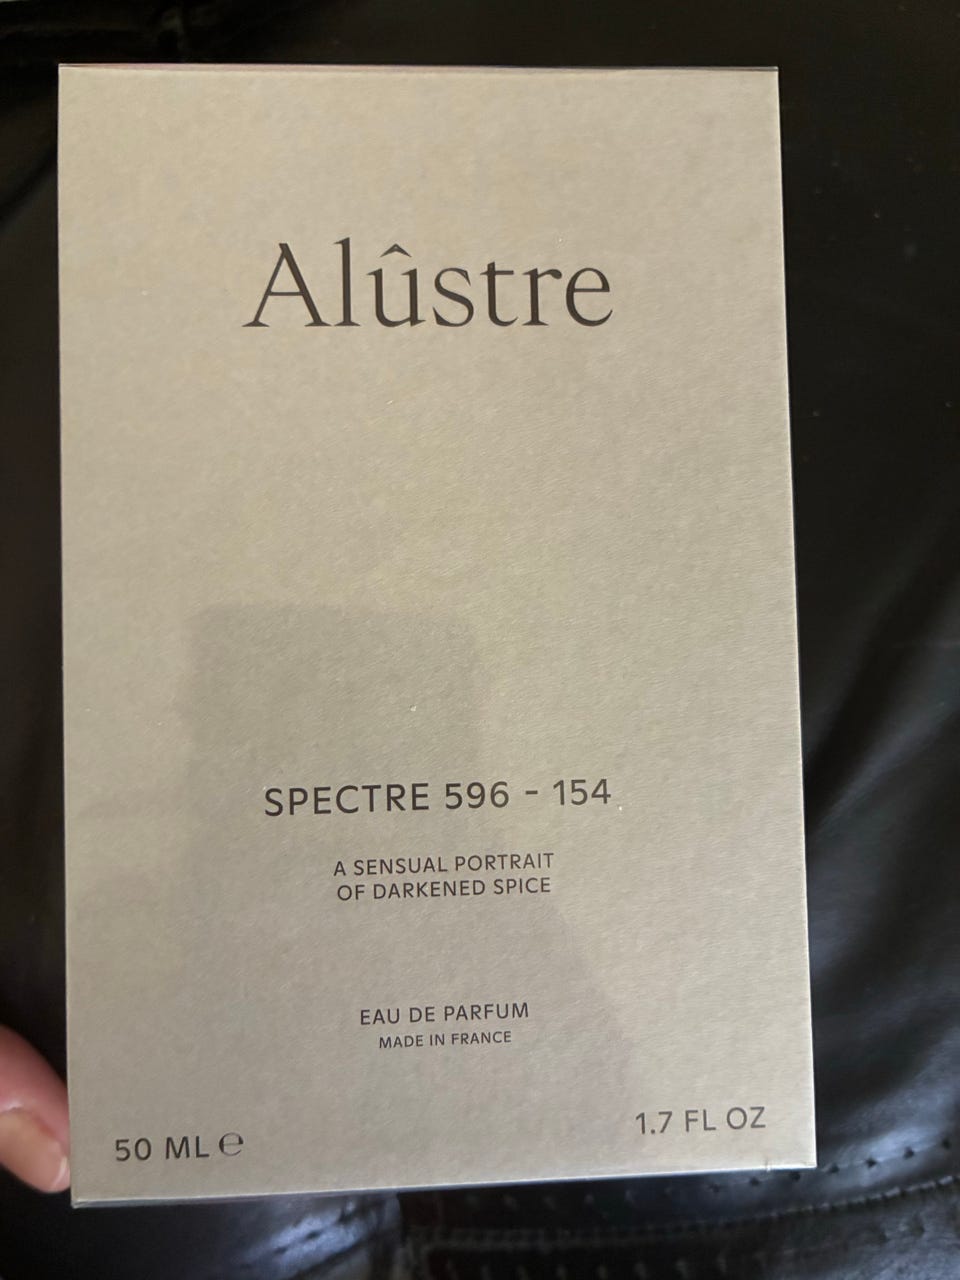 Alûstre
SPECTRE 596 - 154
A SENSUAL PORTRAIT
OF DARKENED SPICE
EAU DE PARFUM
MADE IN FRANCE
50 ML ℮
1.7 FL OZ